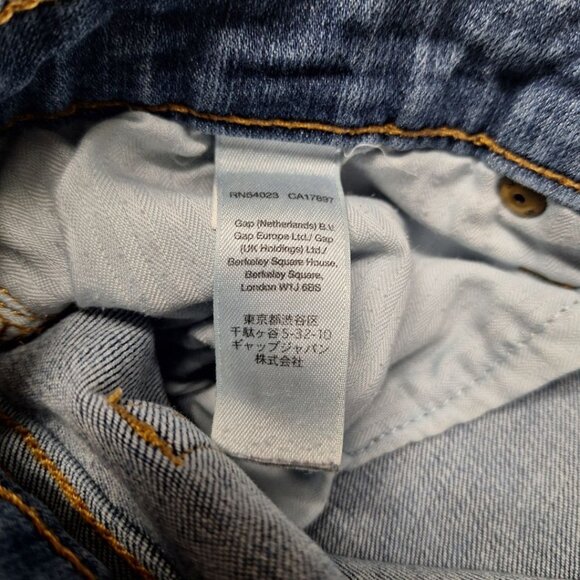 RN54023 CA17897
Gap (Netherlands) B.V.
Gap Europe Ltd./ Gap
(UK Holdings) Ltd./
Berkeley Square House,
Berkeley Square,
London W1J 6BS
東京都渋谷区
千駄ヶ谷 5-32-10
ギャップジャパン
株式会社